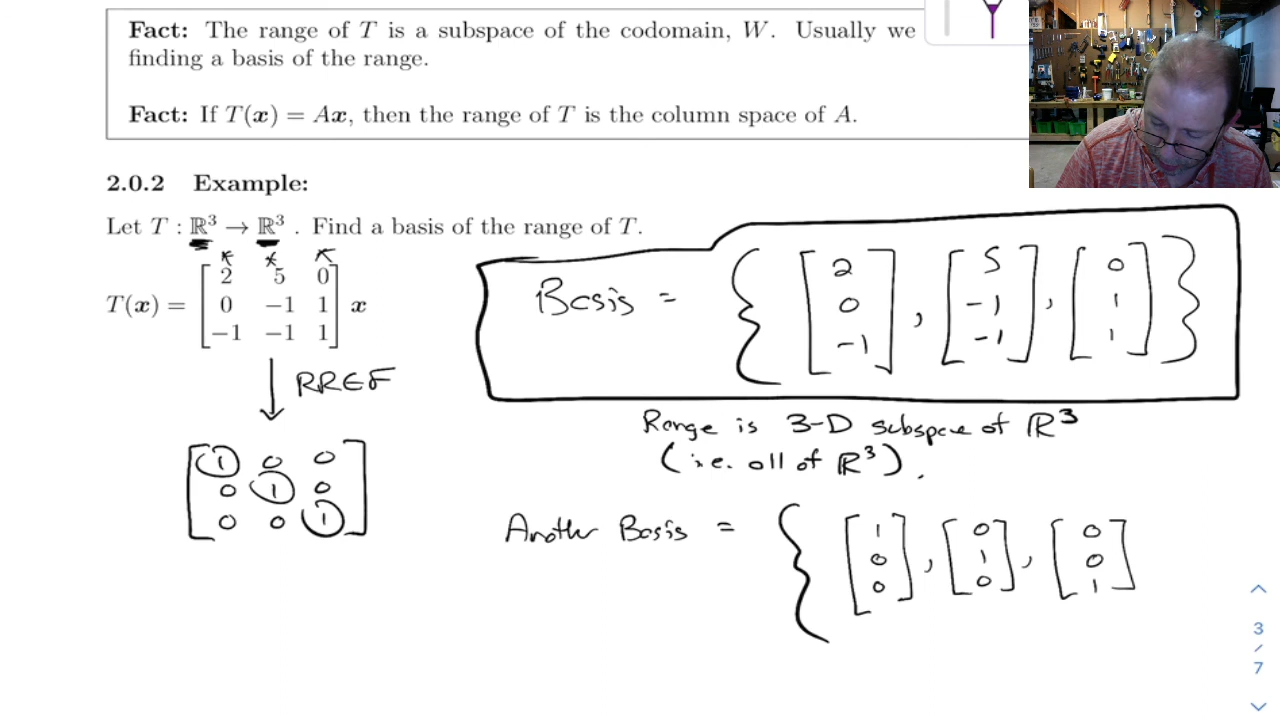 Fact: The range of T is a subspace of the codomain, W. Usually we
finding a basis of the range.
Fact: If T(x) = Ax, then the range of T is the column space of A.
2.0.2 Example:
Let T : ℝ³ → ℝ³ . Find a basis of the range of T.
* * *
2 5 0
T(x) = 0 −1 1 x
−1 −1 1
RREF
1 0 0
0 1 0
0 0 1
Basis = { [2 0 -1], [5 -1 -1], [0 1 1] }
Range is 3-D subspace of ℝ³
(i.e. all of ℝ³).
Another Basis = { [1 0 0], [0 1 0], [0 0 1]
3
/
7